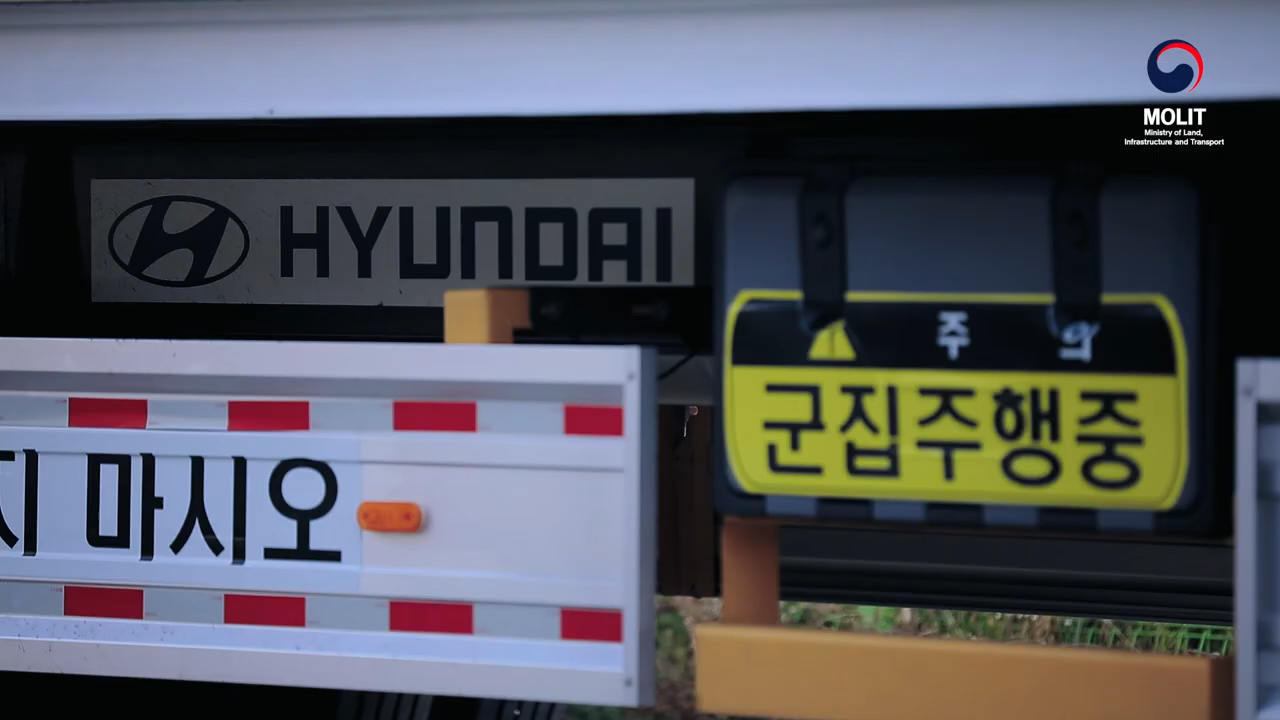 MOLIT
Ministry of Land,
Infrastructure and Transport
HYUNDAI
주 의
군집주행중
지 마시오